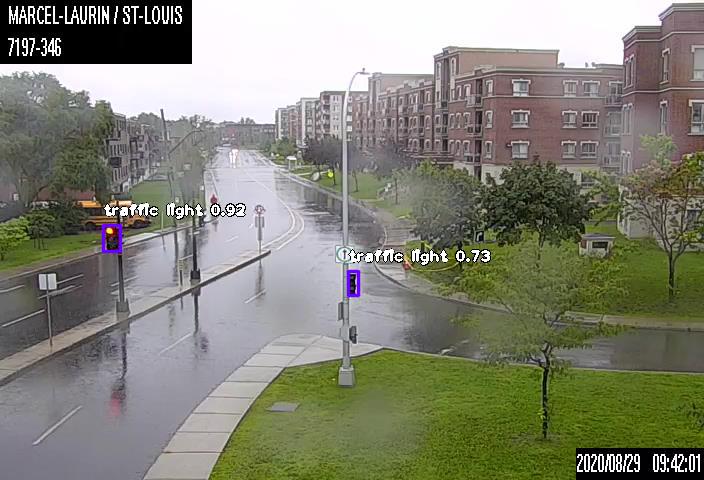 MARCEL-LAURIN / ST-LOUIS
7197-346
traffic light 0.92
traffic light 0.73
2020/08/29 09:42:01